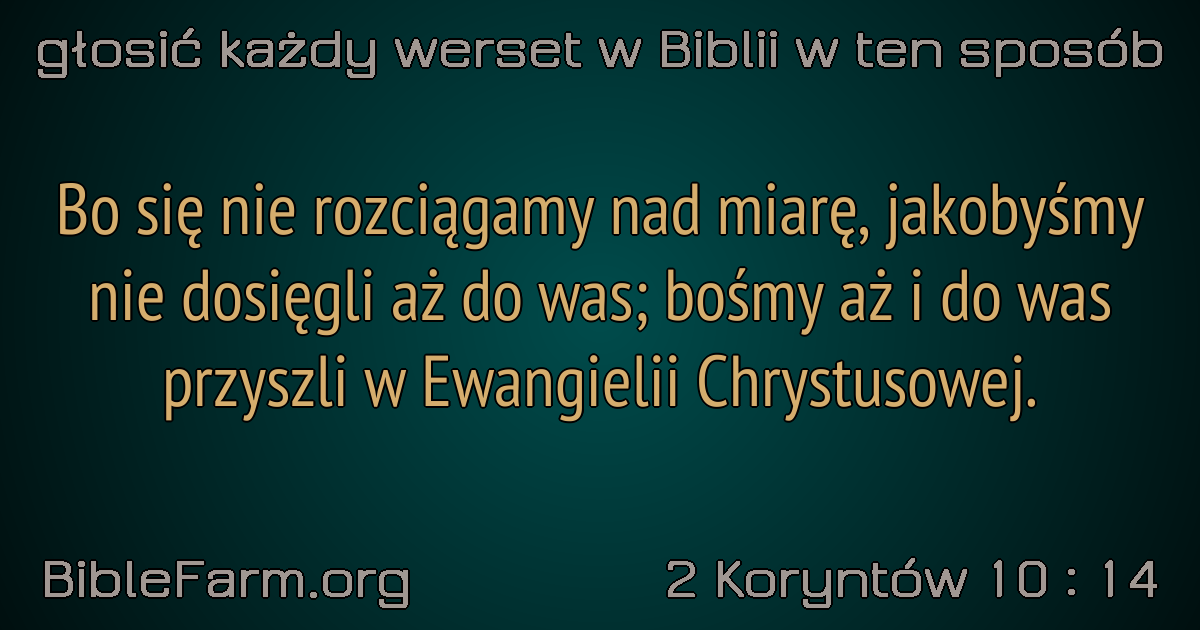 głosić każdy werset w Biblii w ten sposób
Bo się nie rozciągamy nad miarę, jakobyśmy
nie dosięgli aż do was; bośmy aż i do was
przyszli w Ewangielii Chrystusowej.
BibleFarm.org
2 Koryntów 10 : 14